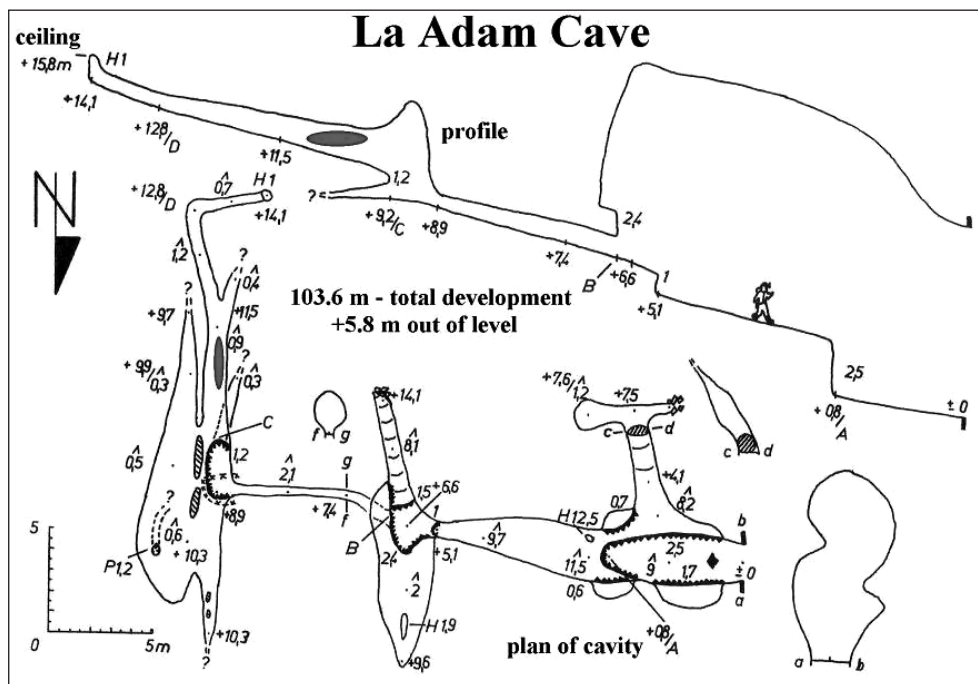 La Adam Cave
ceiling
+15,8m
H1
+14,1
+12,8/D
+11,5
profile
+12,8/D
0,7
H1
+14,1
?
1,2
+9,2/C
+8,9
2,4
N
1,2
?
0,4
+7,4
B
+6,6
1
+5,1
?
+9,7
+11,5
103.6 m - total development
+5.8 m out of level
0,9
?
+9,9/0,3
0,3
2,5
+0,8/A
±0
+14,1
+7,6/1,2
+7,5
C
f
g
c
d
c
d
8,1
0,5
1,2
2,1
g
1,5
+6,6
+4,1
8,2
0,7
+8,9
+7,4
f
1
H12,5
b
5
?
0,6
B
+5,1
9,7
2,5
±0
P1,2
+10,3
2,4
11,5
9
1,7
2
0,6
a
H1,9
+0,8/A
0
5m
+10,3
?
+9,6
plan of cavity
a
b